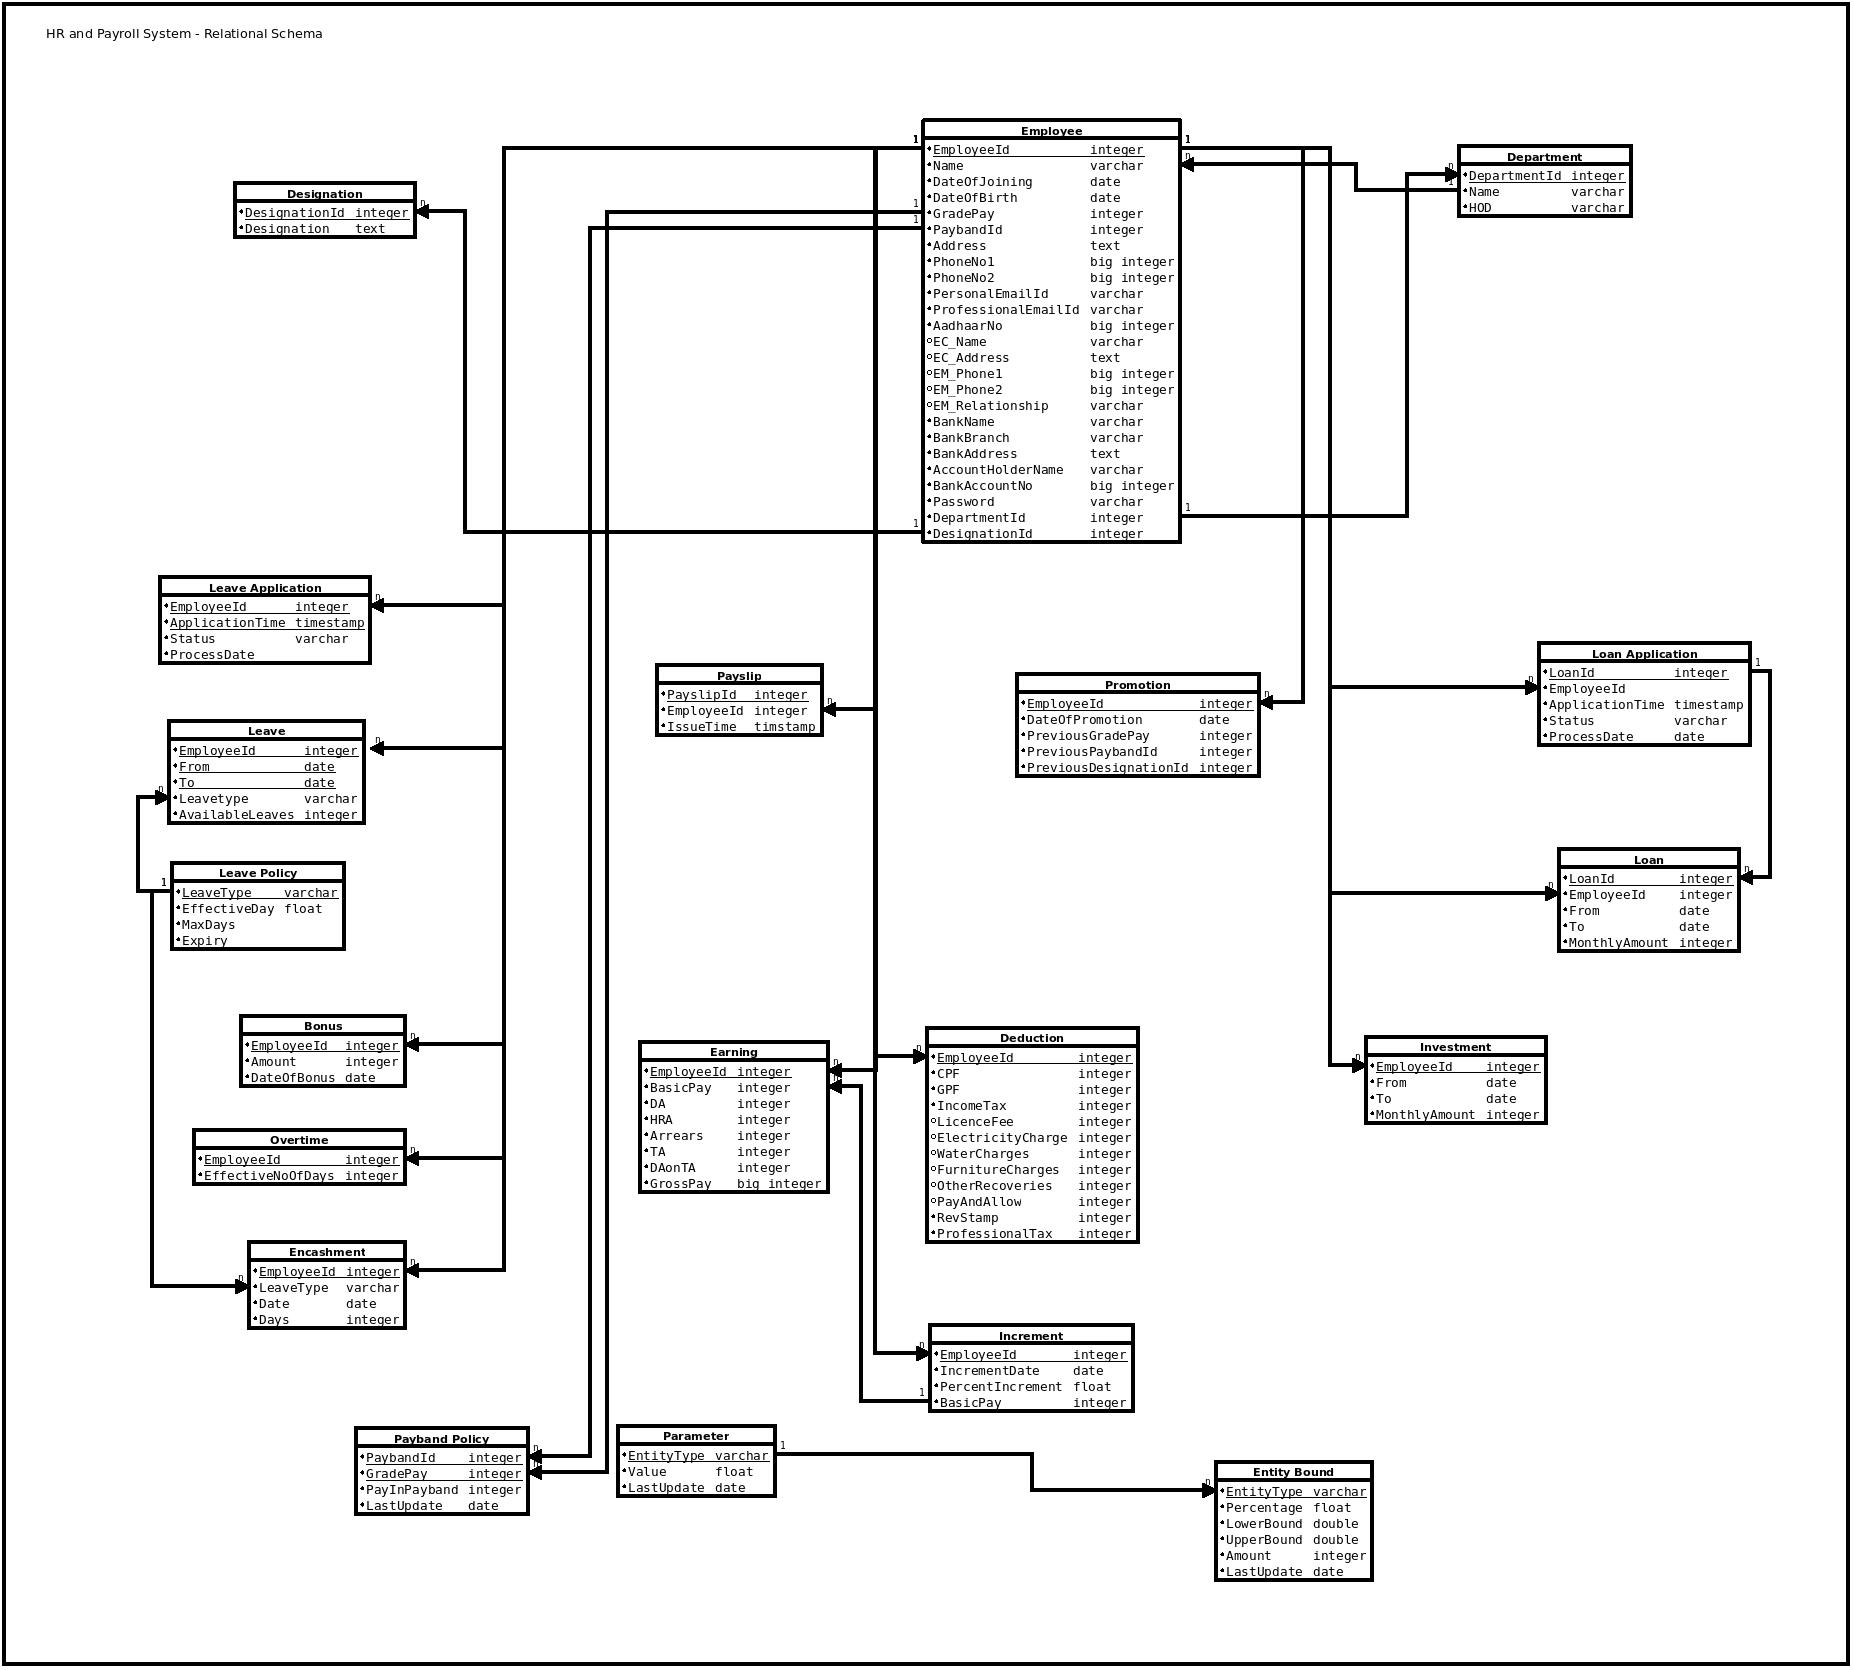 HR and Payroll System - Relational Schema
Employee
EmployeeId integer
Name varchar
DateOfJoining date
DateOfBirth date
GradePay integer
PaybandId integer
Address text
PhoneNo1 big integer
PhoneNo2 big integer
PersonalEmailId varchar
ProfessionalEmailId varchar
AadhaarNo big integer
EC_Name varchar
EC_Address text
EM_Phone1 big integer
EM_Phone2 big integer
EM_Relationship varchar
BankName varchar
BankBranch varchar
BankAddress text
AccountHolderName varchar
BankAccountNo big integer
Password varchar
DepartmentId integer
DesignationId integer
1
1
1
1
1
n
1
Department
DepartmentId integer
Name varchar
HOD varchar
n
1
Designation
DesignationId integer
Designation text
n
Leave Application
EmployeeId integer
ApplicationTime timestamp
Status varchar
ProcessDate
n
Payslip
PayslipId integer
EmployeeId integer
IssueTime timstamp
n
Promotion
EmployeeId integer
DateOfPromotion date
PreviousGradePay integer
PreviousPaybandId integer
PreviousDesignationId integer
n
Loan Application
LoanId integer
EmployeeId
ApplicationTime timestamp
Status varchar
ProcessDate date
n
1
Leave
EmployeeId integer
From date
To date
Leavetype varchar
AvailableLeaves integer
n
n
Leave Policy
LeaveType varchar
EffectiveDay float
MaxDays
Expiry
1
Loan
LoanId integer
EmployeeId integer
From date
To date
MonthlyAmount integer
n
n
Bonus
EmployeeId integer
Amount integer
DateOfBonus date
n
Earning
EmployeeId integer
BasicPay integer
DA integer
HRA integer
Arrears integer
TA integer
DAonTA integer
GrossPay big integer
n
n
Deduction
EmployeeId integer
CPF integer
GPF integer
IncomeTax integer
LicenceFee integer
ElectricityCharge integer
WaterCharges integer
FurnitureCharges integer
OtherRecoveries integer
PayAndAllow integer
RevStamp integer
ProfessionalTax integer
n
Investment
EmployeeId integer
From date
To date
MonthlyAmount integer
n
Overtime
EmployeeId integer
EffectiveNoOfDays integer
n
Encashment
EmployeeId integer
LeaveType varchar
Date date
Days integer
n
n
Increment
EmployeeId integer
IncrementDate date
PercentIncrement float
BasicPay integer
n
1
Payband Policy
PaybandId integer
GradePay integer
PayInPayband integer
LastUpdate date
n
n
Parameter
EntityType varchar
Value float
LastUpdate date
1
Entity Bound
EntityType varchar
Percentage float
LowerBound double
UpperBound double
Amount integer
LastUpdate date
n